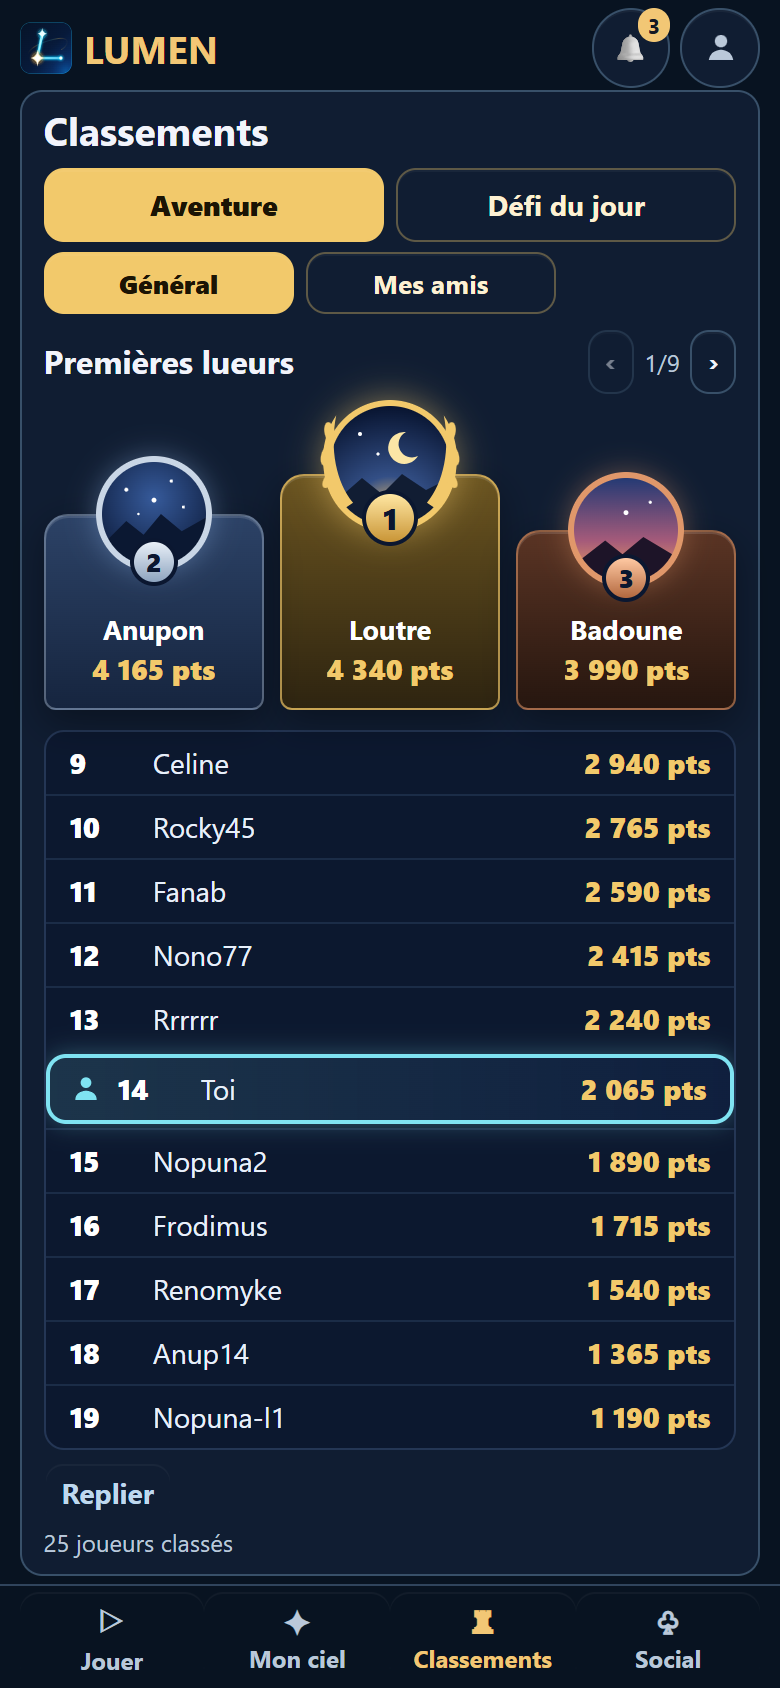 LUMEN
3
Classements
Aventure
Défi du jour
Général
Mes amis
Premières lueurs
‹ 1/9 ›
1
2
3
Anupon
4 165 pts
Loutre
4 340 pts
Badoune
3 990 pts
9 Celine 2 940 pts
10 Rocky45 2 765 pts
11 Fanab 2 590 pts
12 Nono77 2 415 pts
13 Rrrrrr 2 240 pts
14 Toi 2 065 pts
15 Nopuna2 1 890 pts
16 Frodimus 1 715 pts
17 Renomyke 1 540 pts
18 Anup14 1 365 pts
19 Nopuna-l1 1 190 pts
Replier
25 joueurs classés
Jouer
Mon ciel
Classements
Social